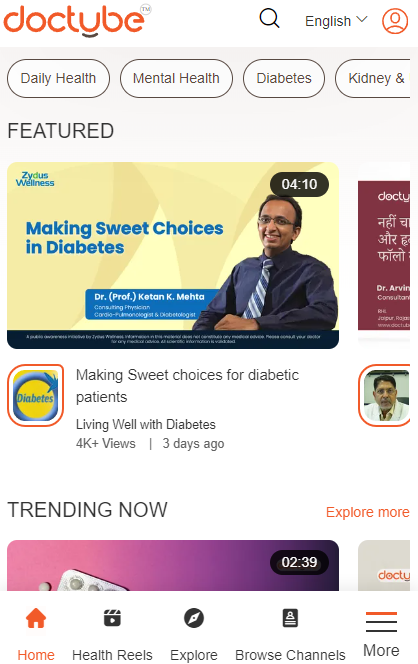 doctube TM
English
Daily Health
Mental Health
Diabetes
Kidney &
FEATURED
Zydus
Wellness
04:10
Making Sweet Choices
in Diabetes
Dr. (Prof.) Ketan K. Mehta
Consulting Physician
Cardio-Pulmonologist & Diabetologist
A public awareness initiative by Zydus Wellness. Information in this material does not constitute any medical advice. Please consult your doctor
for any medical advice. All scientific information is validated
नहीं
और
फॉलो
Dr. Arvin
Consultan
RHL
Jaipur, Rajas
www.doctube
Diabetes
Making Sweet choices for diabetic
patients
Living Well with Diabetes
4K+ Views | 3 days ago
TRENDING NOW
Explore more
02:39
Home
Health Reels
Explore
Browse Channels
More